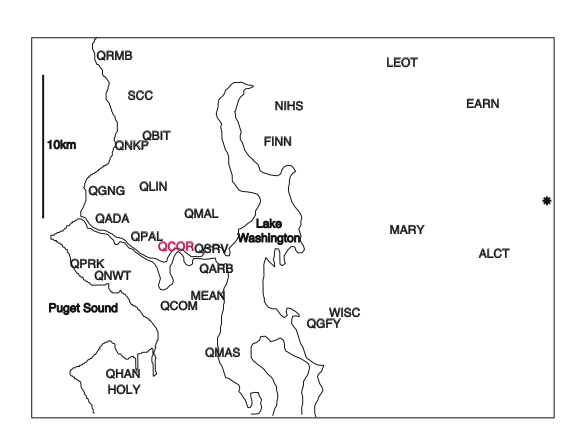 QRMB
LEOT
SCC
EARN
NIHS
QBIT
FINN
QNKP
10km
QGNG
QLIN
*
QMAL
QADA
Lake
Washington
MARY
QPAL
QCOR
QSRV
ALCT
QPRK
QARB
QNWT
MEAN
QCOM
Puget Sound
WISC
QGFY
QMAS
QHAN
HOLY